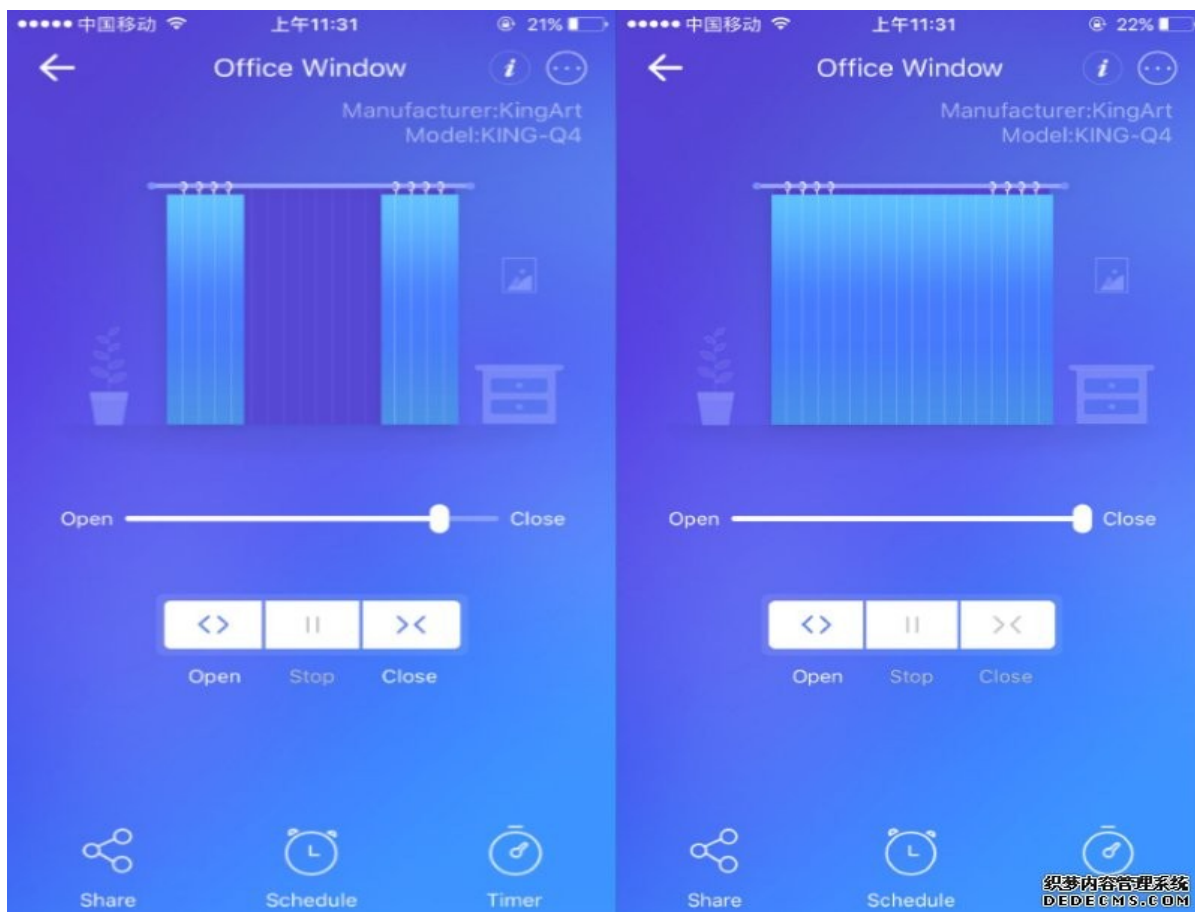 中国移动 上午11:31 21%
Office Window
Manufacturer:KingArt
Model:KING-Q4
Open Close
Open Stop Close
Share Schedule Timer
中国移动 上午11:31 22%
Office Window
Manufacturer:KingArt
Model:KING-Q4
Open Close
Open Stop Close
Share Schedule
织梦内容管理系统
DEDECMS.COM